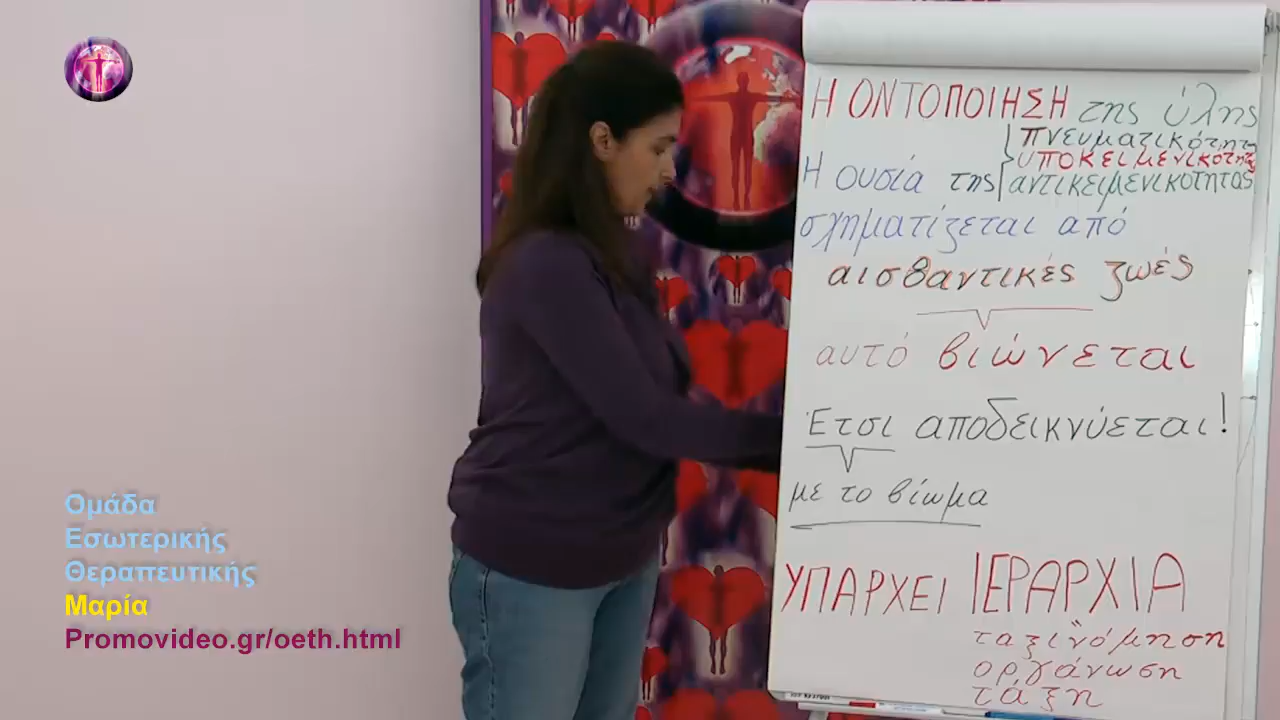 Η ΟΝΤΟΠΟΙΗΣΗ της ύλης
πνευματικότητα
υποκειμενικότητας
Η ουσία της αντικειμενικότητας
σχηματίζεται από
αισθαντικές ζωές
αυτό βιώνεται
Έτσι αποδεικνύεται!
με το βίωμα
ΥΠΑΡΧΕΙ ΙΕΡΑΡΧΙΑ
ταξινόμηση
οργάνωση
τάξη
Ομάδα
Εσωτερικής
Θεραπευτικής
Μαρία
Promovideo.gr/oeth.html